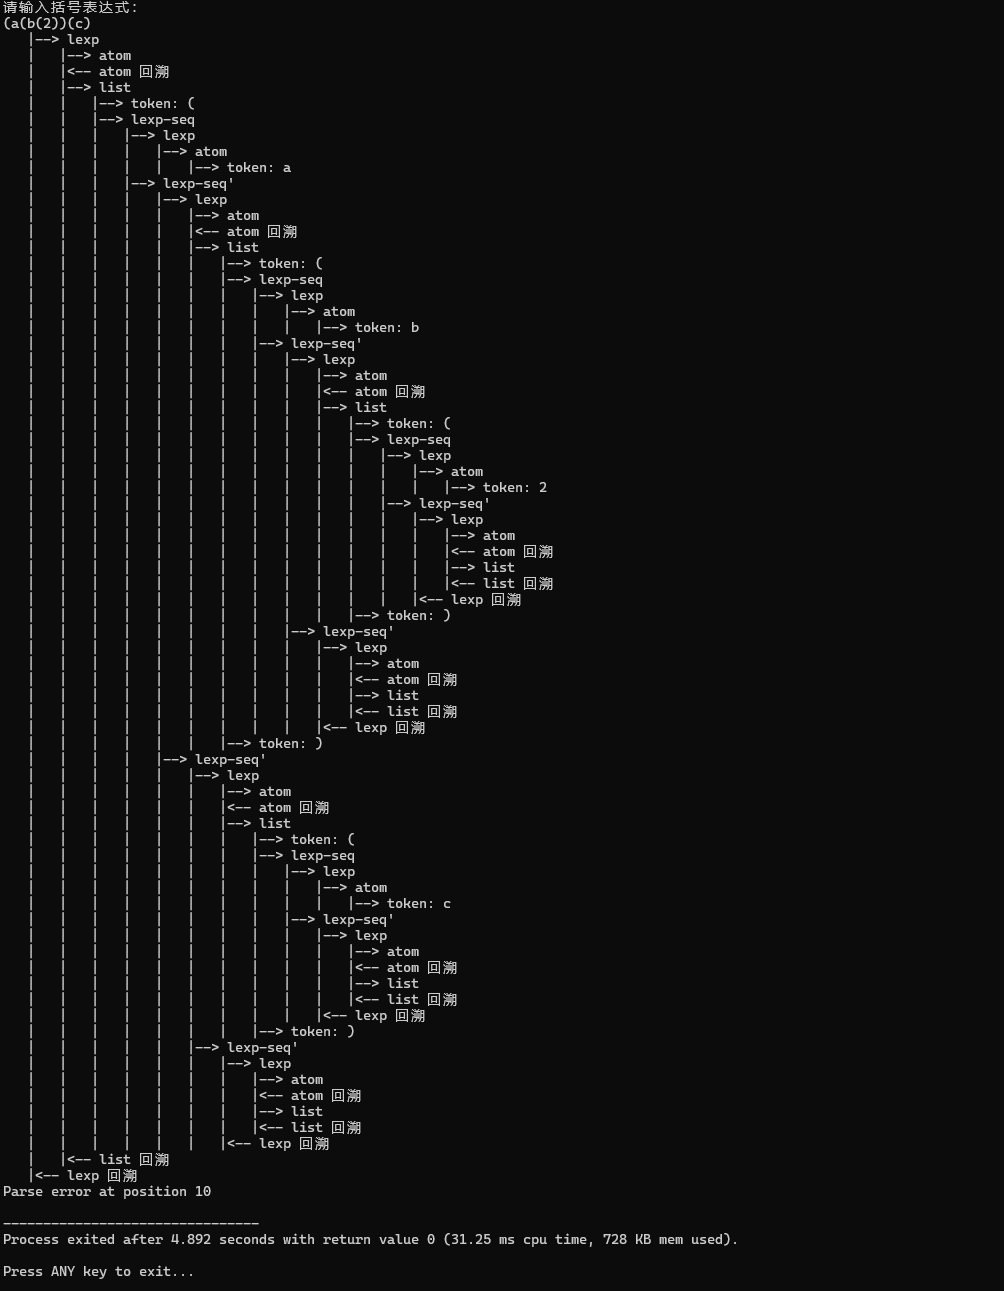 请输入括号表达式:
(a(b(2))(c)
   |--> lexp
   |   |--> atom
   |   |<-- atom 回溯
   |   |--> list
   |   |   |--> token: (
   |   |   |--> lexp-seq
   |   |   |   |--> lexp
   |   |   |   |   |--> atom
   |   |   |   |   |   |--> token: a
   |   |   |   |--> lexp-seq'
   |   |   |   |   |--> lexp
   |   |   |   |   |   |--> atom
   |   |   |   |   |   |<-- atom 回溯
   |   |   |   |   |   |--> list
   |   |   |   |   |   |   |--> token: (
   |   |   |   |   |   |   |--> lexp-seq
   |   |   |   |   |   |   |   |--> lexp
   |   |   |   |   |   |   |   |   |--> atom
   |   |   |   |   |   |   |   |   |   |--> token: b
   |   |   |   |   |   |   |   |--> lexp-seq'
   |   |   |   |   |   |   |   |   |--> lexp
   |   |   |   |   |   |   |   |   |   |--> atom
   |   |   |   |   |   |   |   |   |   |<-- atom 回溯
   |   |   |   |   |   |   |   |   |   |--> list
   |   |   |   |   |   |   |   |   |   |   |--> token: (
   |   |   |   |   |   |   |   |   |   |   |--> lexp-seq
   |   |   |   |   |   |   |   |   |   |   |   |--> lexp
   |   |   |   |   |   |   |   |   |   |   |   |   |--> atom
   |   |   |   |   |   |   |   |   |   |   |   |   |   |--> token: 2
   |   |   |   |   |   |   |   |   |   |   |   |--> lexp-seq'
   |   |   |   |   |   |   |   |   |   |   |   |   |--> lexp
   |   |   |   |   |   |   |   |   |   |   |   |   |   |--> atom
   |   |   |   |   |   |   |   |   |   |   |   |   |   |<-- atom 回溯
   |   |   |   |   |   |   |   |   |   |   |   |   |   |--> list
   |   |   |   |   |   |   |   |   |   |   |   |   |   |<-- list 回溯
   |   |   |   |   |   |   |   |   |   |   |   |   |<-- lexp 回溯
   |   |   |   |   |   |   |   |   |   |   |--> token: )
   |   |   |   |   |   |   |   |   |--> lexp-seq'
   |   |   |   |   |   |   |   |   |   |--> lexp
   |   |   |   |   |   |   |   |   |   |   |--> atom
   |   |   |   |   |   |   |   |   |   |   |<-- atom 回溯
   |   |   |   |   |   |   |   |   |   |   |--> list
   |   |   |   |   |   |   |   |   |   |   |<-- list 回溯
   |   |   |   |   |   |   |   |   |   |<-- lexp 回溯
   |   |   |   |   |   |   |--> token: )
   |   |   |   |   |--> lexp-seq'
   |   |   |   |   |   |--> lexp
   |   |   |   |   |   |   |--> atom
   |   |   |   |   |   |   |<-- atom 回溯
   |   |   |   |   |   |   |--> list
   |   |   |   |   |   |   |   |--> token: (
   |   |   |   |   |   |   |   |--> lexp-seq
   |   |   |   |   |   |   |   |   |--> lexp
   |   |   |   |   |   |   |   |   |   |--> atom
   |   |   |   |   |   |   |   |   |   |   |--> token: c
   |   |   |   |   |   |   |   |   |--> lexp-seq'
   |   |   |   |   |   |   |   |   |   |--> lexp
   |   |   |   |   |   |   |   |   |   |   |--> atom
   |   |   |   |   |   |   |   |   |   |   |<-- atom 回溯
   |   |   |   |   |   |   |   |   |   |   |--> list
   |   |   |   |   |   |   |   |   |   |   |<-- list 回溯
   |   |   |   |   |   |   |   |   |   |<-- lexp 回溯
   |   |   |   |   |   |   |   |--> token: )
   |   |   |   |   |   |--> lexp-seq'
   |   |   |   |   |   |   |--> lexp
   |   |   |   |   |   |   |   |--> atom
   |   |   |   |   |   |   |   |<-- atom 回溯
   |   |   |   |   |   |   |   |--> list
   |   |   |   |   |   |   |   |<-- list 回溯
   |   |   |   |   |   |   |<-- lexp 回溯
   |   |<-- list 回溯
   |<-- lexp 回溯
Parse error at position 10
--------------------------------
Process exited after 4.892 seconds with return value 0 (31.25 ms cpu time, 728 KB mem used).
Press ANY key to exit...